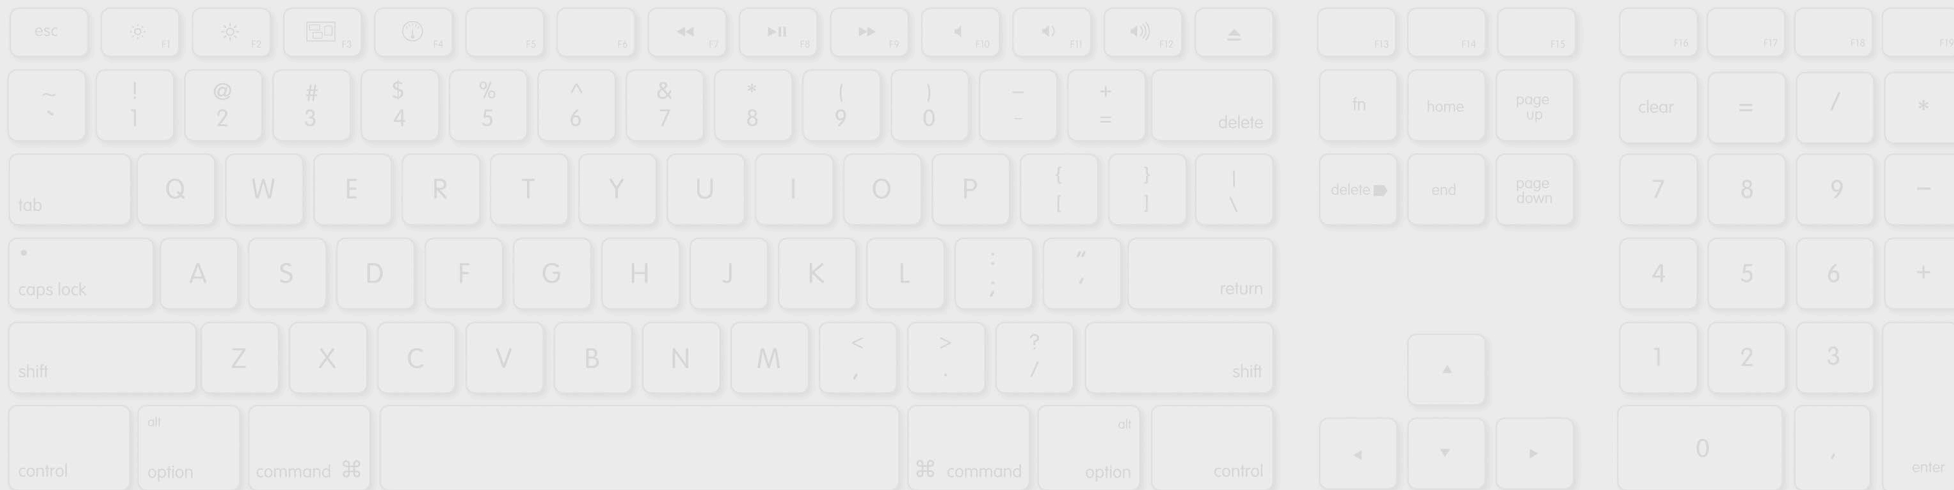 esc F1 F2 F3 F4 F5 F6 F7 F8 F9 F10 F11 F12 F13 F14 F15 F16 F17 F18 F19
~ ! @ # $ % ^ & * ( ) – +
` 1 2 3 4 5 6 7 8 9 0 - = delete fn home page up clear = / *
tab Q W E R T Y U I O P { [ } ] | \ delete end page down 7 8 9 –
caps lock A S D F G H J K L : ; " ' return 4 5 6 +
shift Z X C V B N M < , > . ? / shift 1 2 3
control alt option command ⌘ ⌘ command alt option control 0 , enter